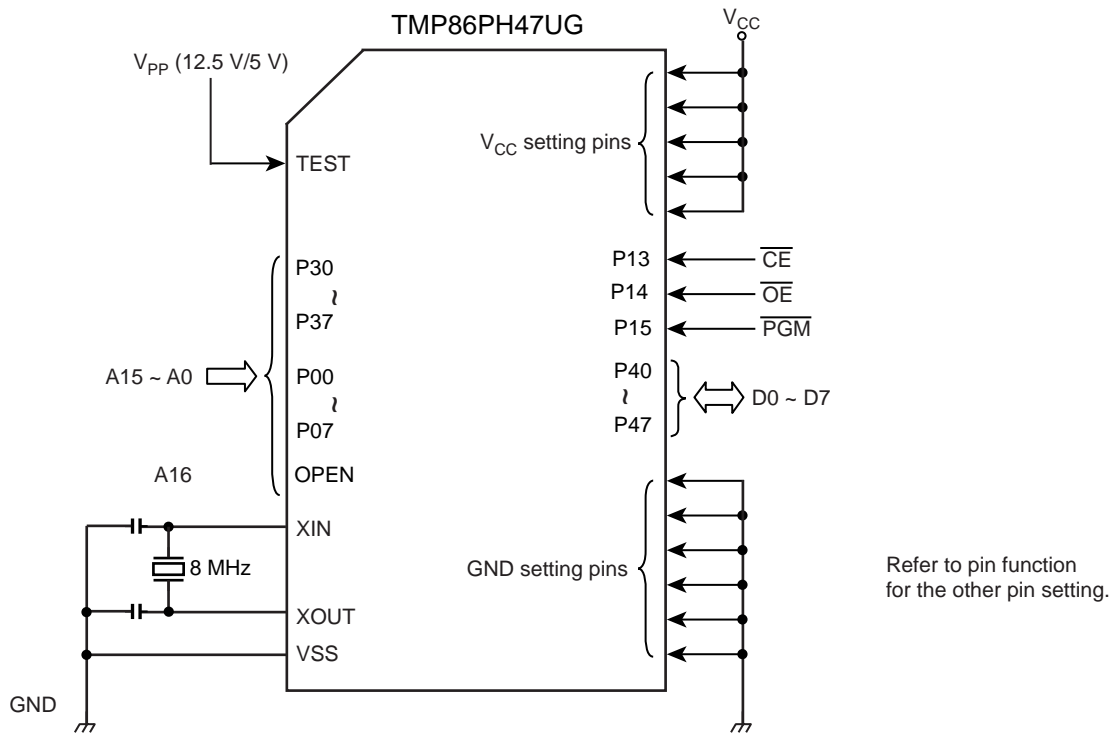 TMP86PH47UG
VCC
VPP (12.5 V/5 V)
VCC setting pins
TEST
P30
~
P37
A15 ~ A0
P00
~
P07
A16
OPEN
XIN
8 MHz
XOUT
VSS
GND
P13
CE
P14
OE
P15
PGM
P40
~
P47
D0 ~ D7
GND setting pins
Refer to pin function
for the other pin setting.